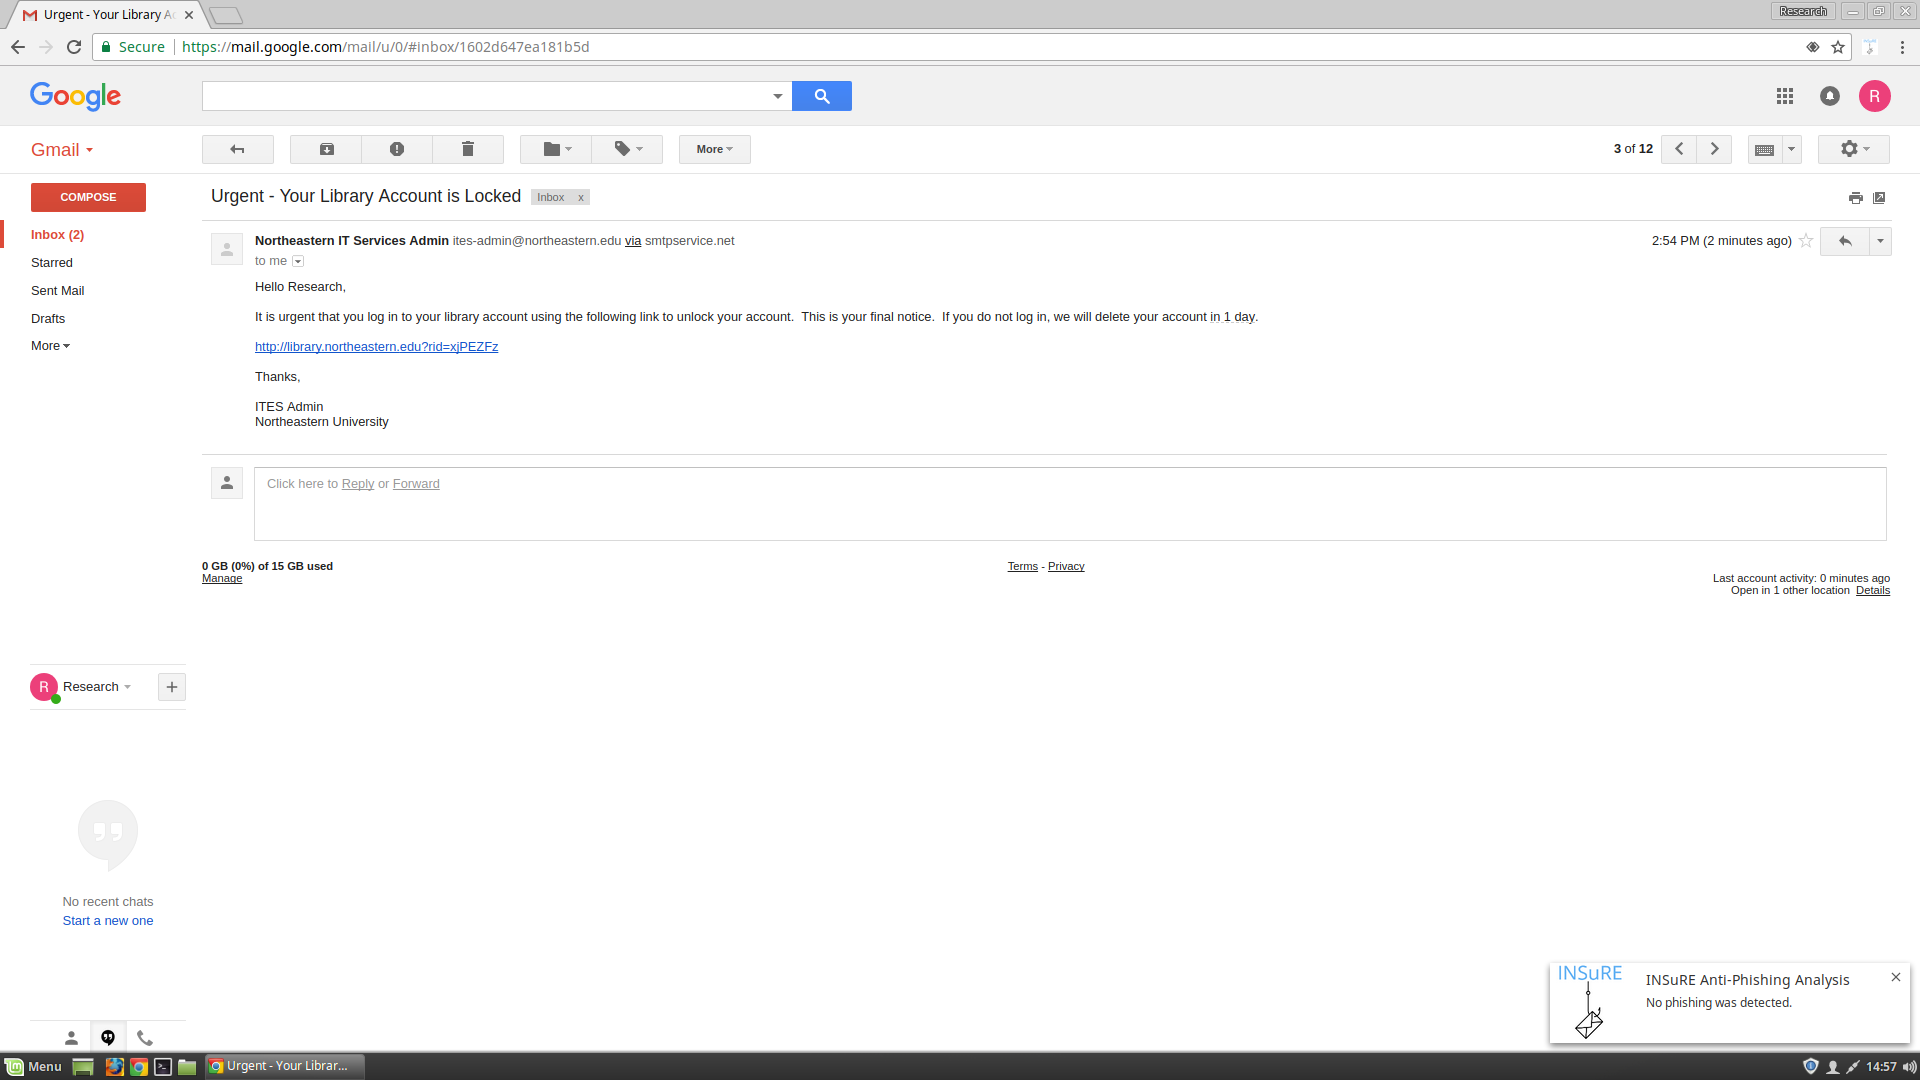 Urgent - Your Library A
Research
Secure https://mail.google.com/mail/u/0/#inbox/1602d647ea181b5d
Google
R
Gmail
More
3 of 12
COMPOSE
Urgent - Your Library Account is Locked Inbox x
Inbox (2)
Starred
Sent Mail
Drafts
More
Northeastern IT Services Admin ites-admin@northeastern.edu via smtpservice.net
2:54 PM (2 minutes ago)
to me
Hello Research,
It is urgent that you log in to your library account using the following link to unlock your account.  This is your final notice.  If you do not log in, we will delete your account in 1 day.
http://library.northeastern.edu?rid=xjPEZFz
Thanks,
ITES Admin
Northeastern University
Click here to Reply or Forward
0 GB (0%) of 15 GB used
Manage
Terms - Privacy
Last account activity: 0 minutes ago
Open in 1 other location  Details
R Research
No recent chats
Start a new one
INSuRE
INSuRE Anti-Phishing Analysis
No phishing was detected.
Menu
Urgent - Your Librar...
14:57